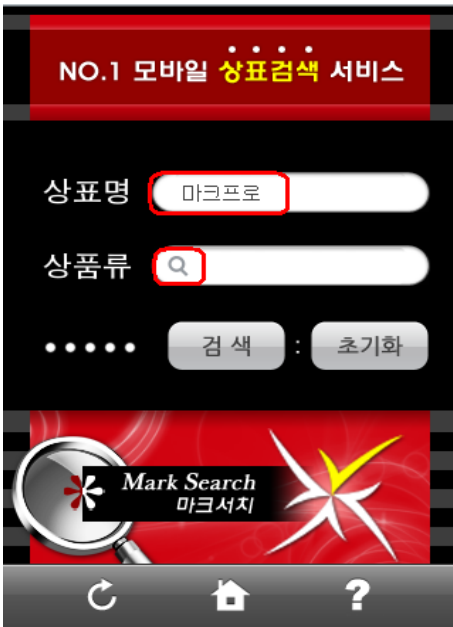 NO.1 모바일 상표검색 서비스
상표명 마크프로
상품류
검 색 : 초기화
Mark Search
마크서치
?